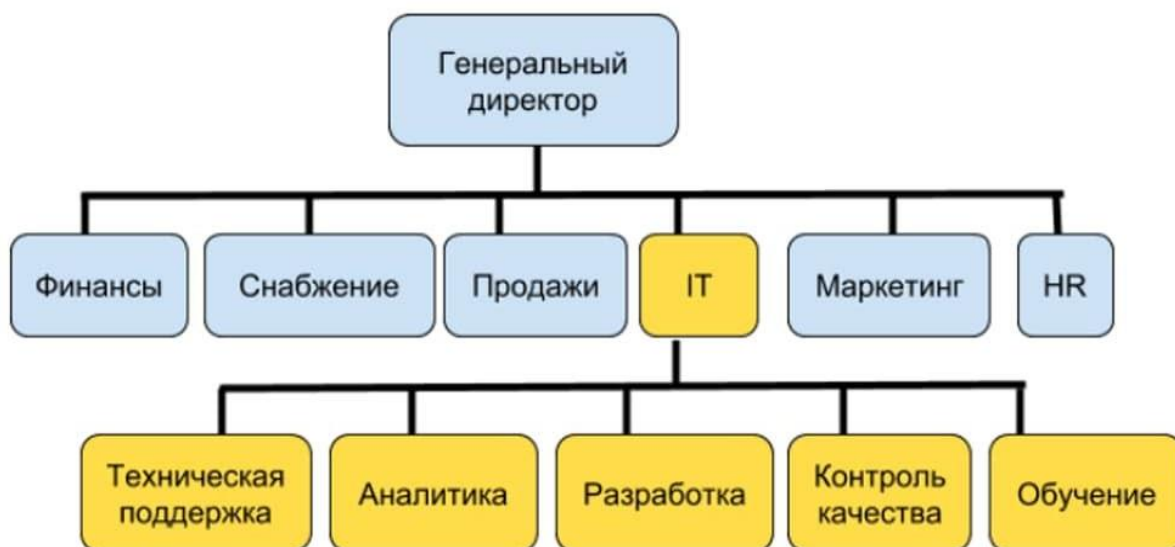 Генеральный
директор
Финансы
Снабжение
Продажи
IT
Маркетинг
HR
Техническая
поддержка
Аналитика
Разработка
Контроль
качества
Обучение